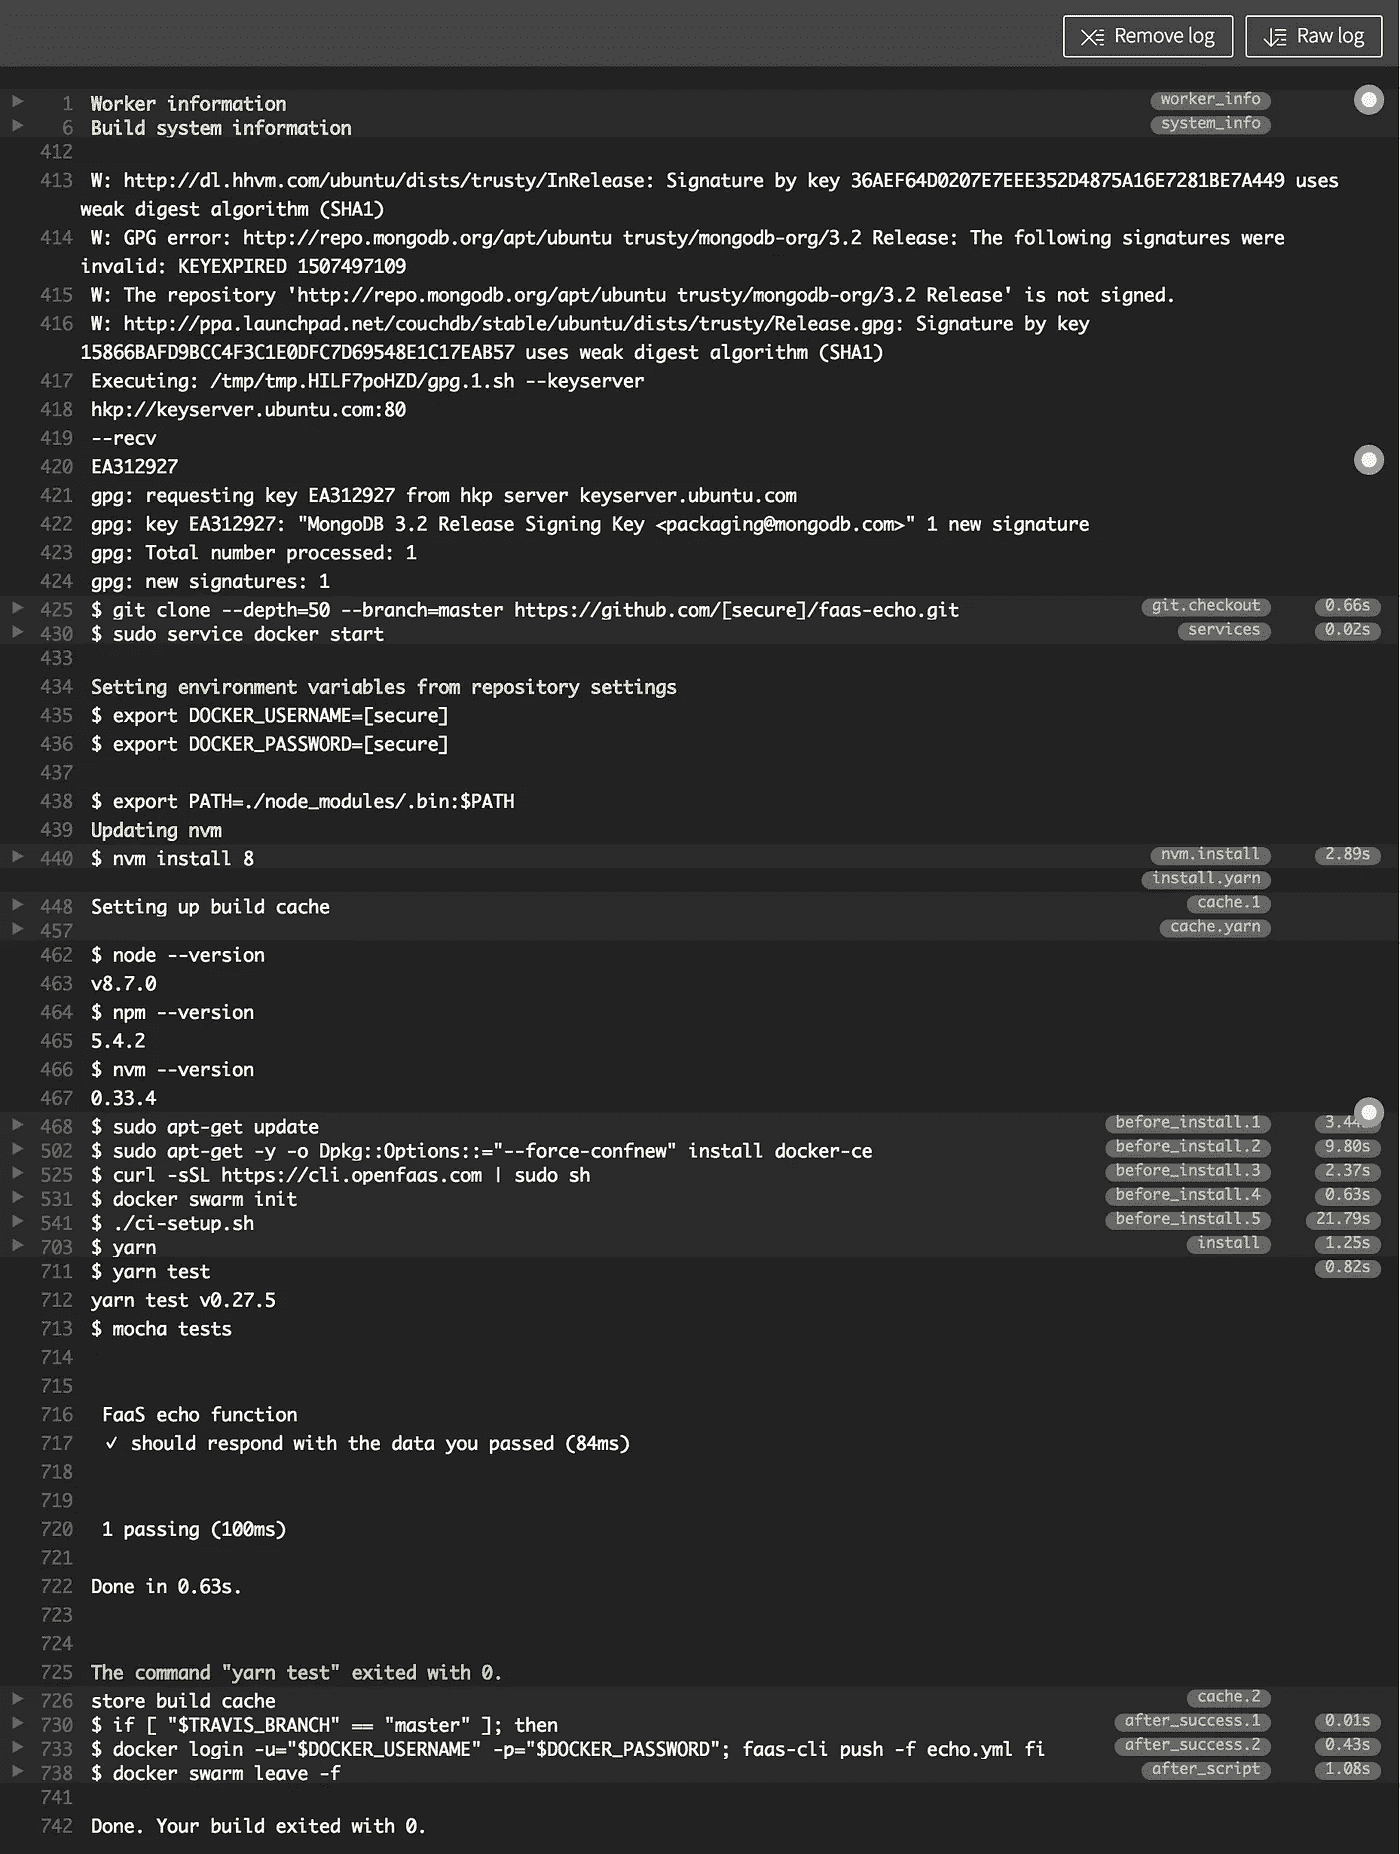 Remove log Raw log
1 Worker information worker_info
6 Build system information system_info
412
413 W: http://dl.hhvm.com/ubuntu/dists/trusty/InRelease: Signature by key 36AEF64D0207E7EEE352D4875A16E7281BE7A449 uses
weak digest algorithm (SHA1)
414 W: GPG error: http://repo.mongodb.org/apt/ubuntu trusty/mongodb-org/3.2 Release: The following signatures were
invalid: KEYEXPIRED 1507497109
415 W: The repository 'http://repo.mongodb.org/apt/ubuntu trusty/mongodb-org/3.2 Release' is not signed.
416 W: http://ppa.launchpad.net/couchdb/stable/ubuntu/dists/trusty/Release.gpg: Signature by key
15866BAFD9BCC4F3C1E0DFC7D69548E1C17EAB57 uses weak digest algorithm (SHA1)
417 Executing: /tmp/tmp.HILF7poHZD/gpg.1.sh --keyserver
418 hkp://keyserver.ubuntu.com:80
419 --recv
420 EA312927
421 gpg: requesting key EA312927 from hkp server keyserver.ubuntu.com
422 gpg: key EA312927: "MongoDB 3.2 Release Signing Key <packaging@mongodb.com>" 1 new signature
423 gpg: Total number processed: 1
424 gpg: new signatures: 1
425 $ git clone --depth=50 --branch=master https://github.com/[secure]/faas-echo.git git.checkout 0.66s
430 $ sudo service docker start services 0.02s
433
434 Setting environment variables from repository settings
435 $ export DOCKER_USERNAME=[secure]
436 $ export DOCKER_PASSWORD=[secure]
437
438 $ export PATH=./node_modules/.bin:$PATH
439 Updating nvm
440 $ nvm install 8 nvm.install 2.89s
install.yarn
448 Setting up build cache cache.1
457 cache.yarn
462 $ node --version
463 v8.7.0
464 $ npm --version
465 5.4.2
466 $ nvm --version
467 0.33.4
468 $ sudo apt-get update before_install.1
502 $ sudo apt-get -y -o Dpkg::Options::="--force-confnew" install docker-ce before_install.2 9.80s
525 $ curl -sSL https://cli.openfaas.com | sudo sh before_install.3 2.37s
531 $ docker swarm init before_install.4 0.63s
541 $ ./ci-setup.sh before_install.5 21.79s
703 $ yarn install 1.25s
711 $ yarn test 0.82s
712 yarn test v0.27.5
713 $ mocha tests
714
715
716 FaaS echo function
717 ✓ should respond with the data you passed (84ms)
718
719
720 1 passing (100ms)
721
722 Done in 0.63s.
723
724
725 The command "yarn test" exited with 0.
726 store build cache cache.2
730 $ if [ "$TRAVIS_BRANCH" == "master" ]; then after_success.1 0.01s
733 $ docker login -u="$DOCKER_USERNAME" -p="$DOCKER_PASSWORD"; faas-cli push -f echo.yml fi after_success.2 0.43s
738 $ docker swarm leave -f after_script 1.08s
741
742 Done. Your build exited with 0.